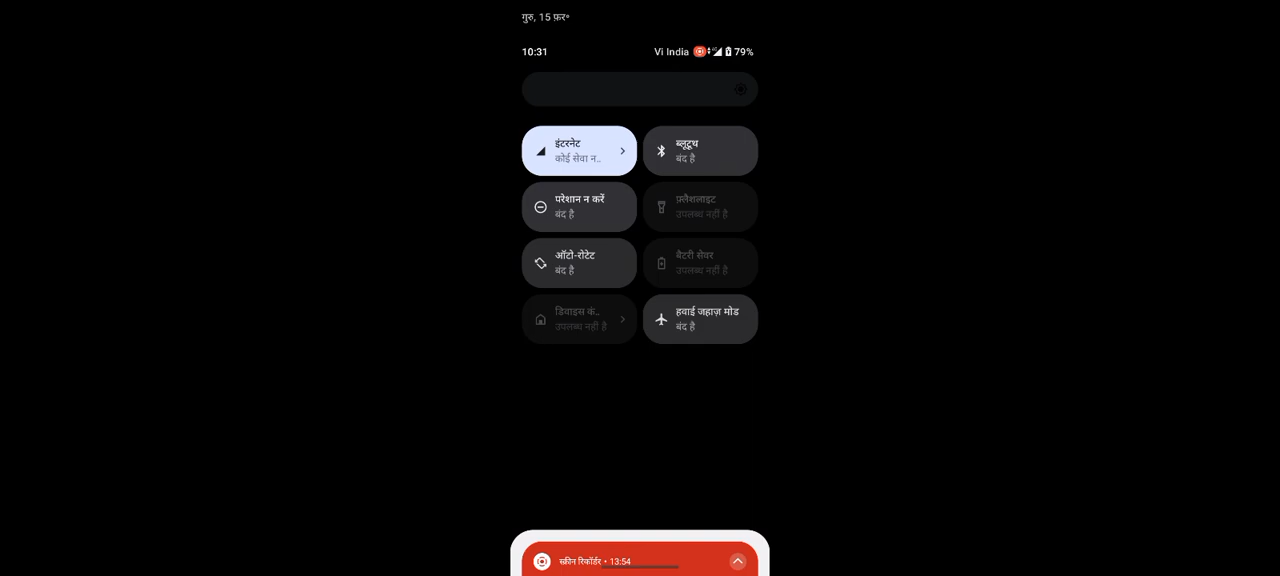 गुरु, 15 फ़र॰
10:31
Vi India 79%
इंटरनेट
कोई सेवा न..
ब्लूटूथ
बंद है
परेशान न करें
बंद है
फ़्लैशलाइट
उपलब्ध नहीं है
ऑटो-रोटेट
बंद है
बैटरी सेवर
उपलब्ध नहीं है
डिवाइस कं..
उपलब्ध नहीं है
हवाई जहाज़ मोड
बंद है
स्क्रीन रिकॉर्डर • 13:54